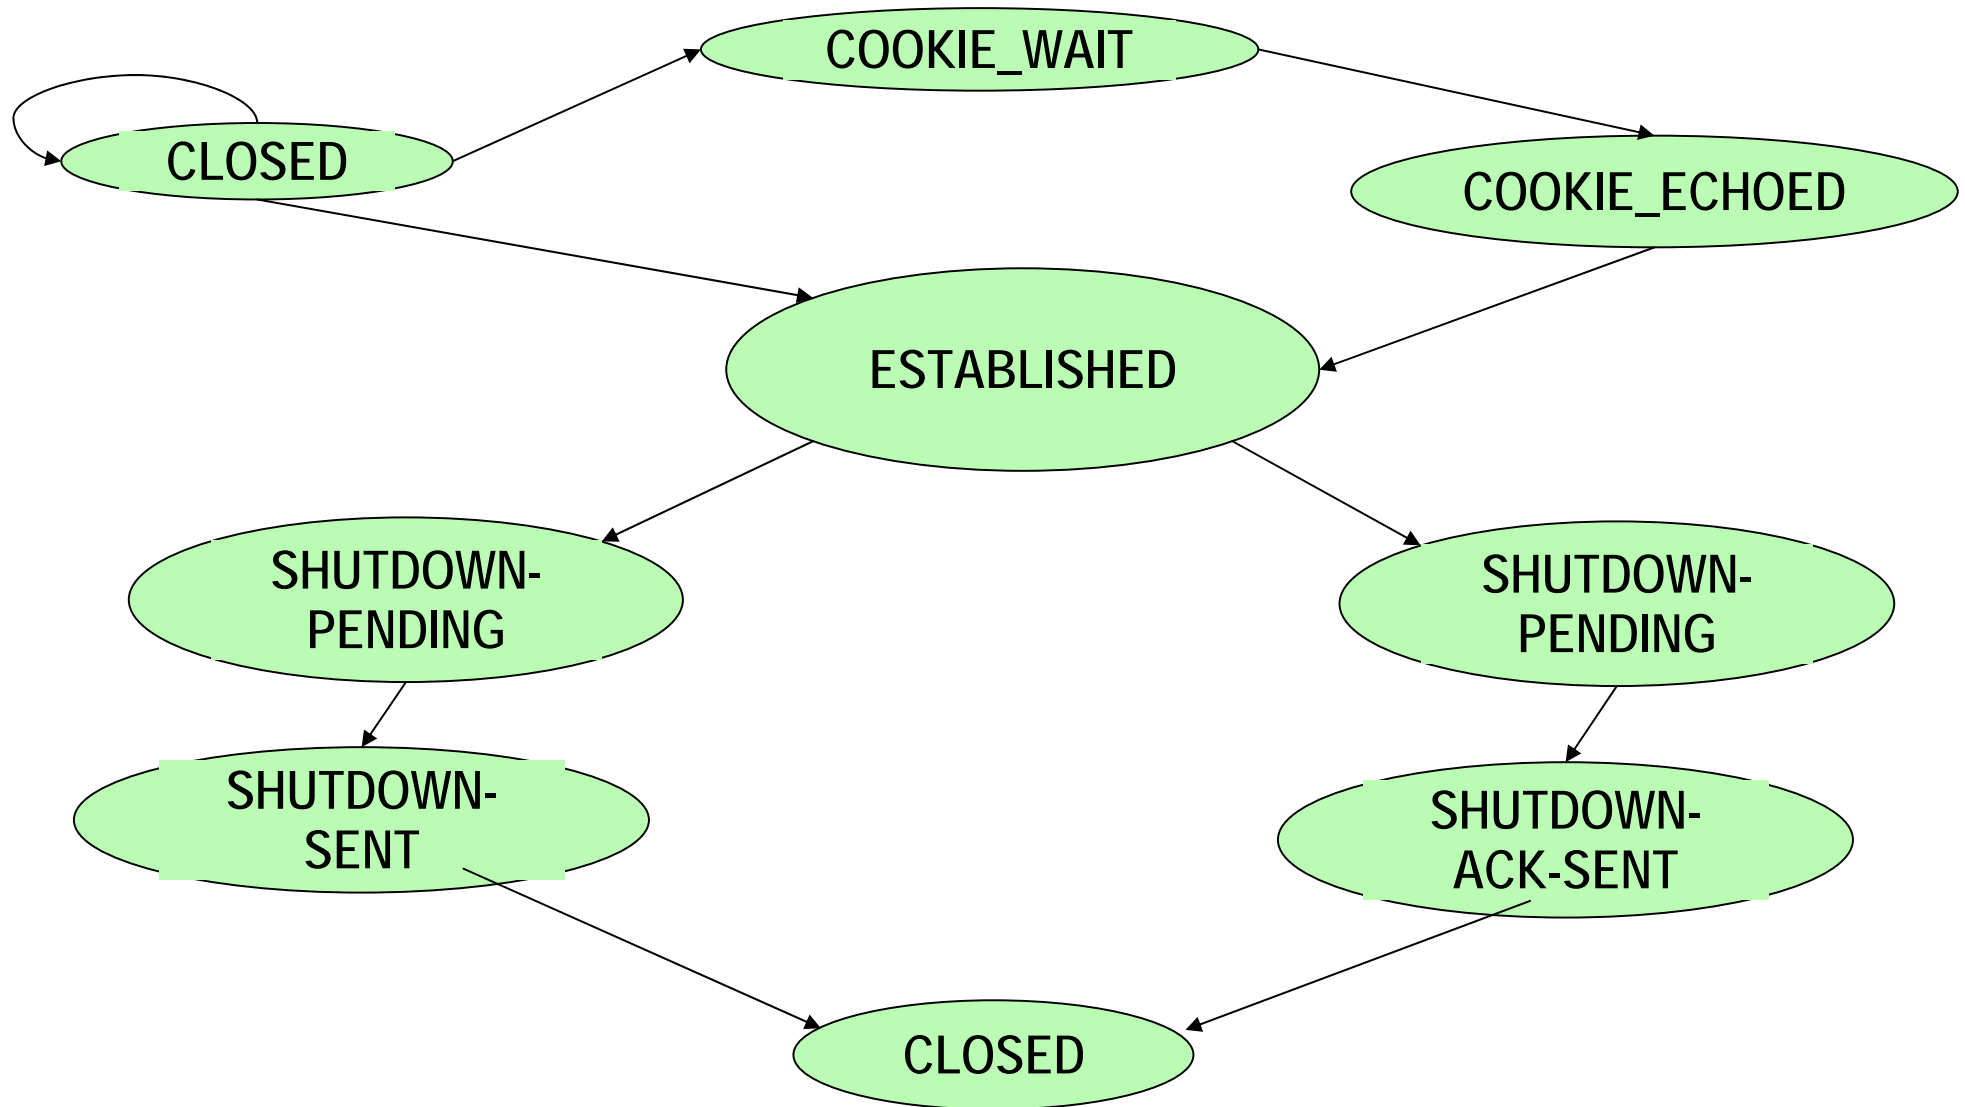 COOKIE_WAIT
CLOSED
COOKIE_ECHOED
ESTABLISHED
SHUTDOWN-
PENDING
SHUTDOWN-
PENDING
SHUTDOWN-
SENT
SHUTDOWN-
ACK-SENT
CLOSED